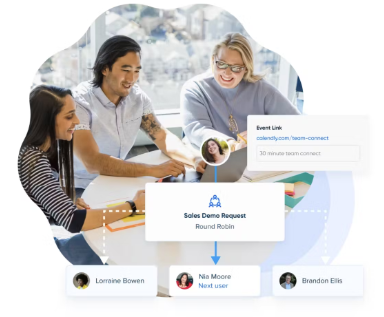 Event Link
calendly.com/team-connect
30 minute team connect
Sales Demo Request
Round Robin
Lorraine Bowen
Nia Moore
Next user
Brandon Ellis